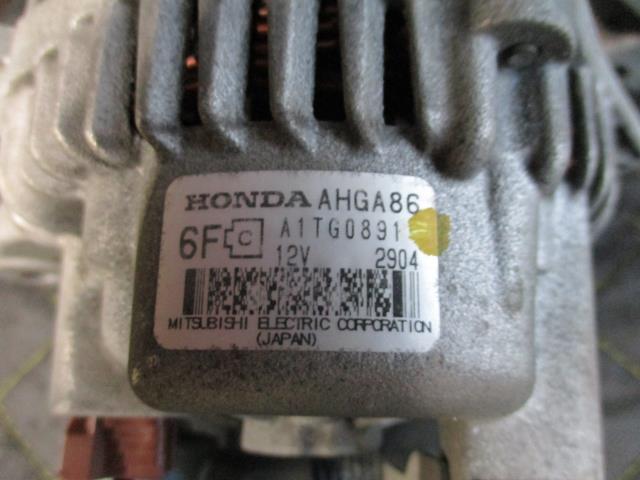 HONDA AHGA86
6F C A1TG0891
12V 2904
MITSUBISHI ELECTRIC CORPORATION
(JAPAN)